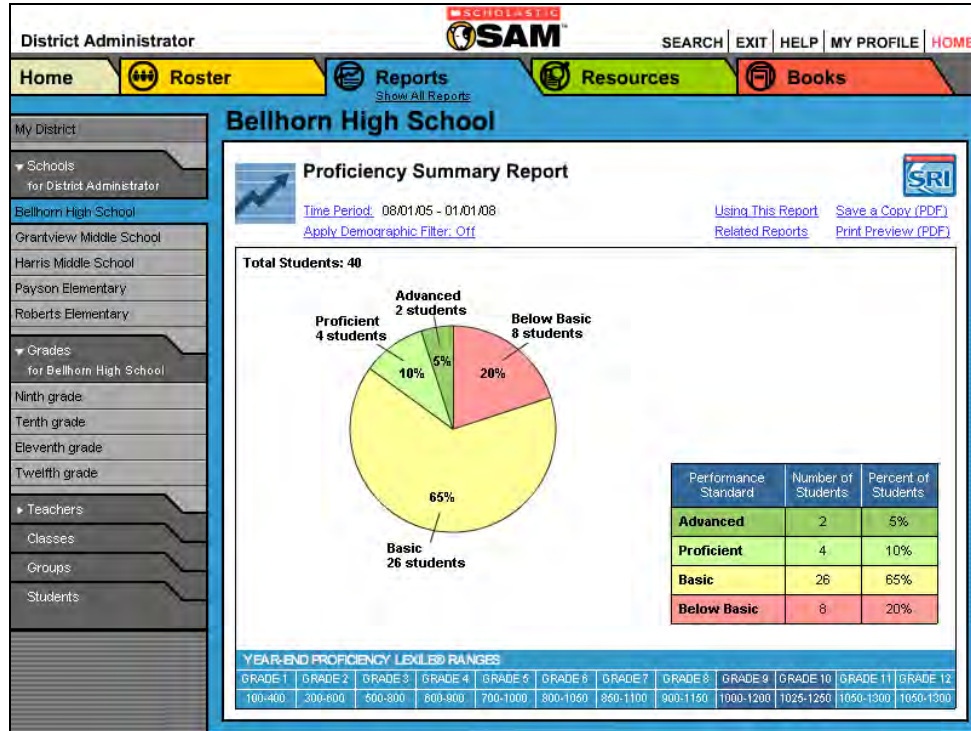 SCHOLASTIC
District Administrator
SAM
SEARCH EXIT HELP MY PROFILE HOME
Home Roster Reports Resources Books
Show All Reports
Bellhorn High School
My District
Schools
for District Administrator
Bellhorn High School
Grantview Middle School
Harris Middle School
Payson Elementary
Roberts Elementary
Grades
for Bellhorn High School
Ninth grade
Tenth grade
Eleventh grade
Twelfth grade
Teachers
Classes
Groups
Students
Proficiency Summary Report
SRI
Time Period: 08/01/05 - 01/01/08
Apply Demographic Filter: Off
Using This Report Save a Copy (PDF)
Related Reports Print Preview (PDF)
Total Students: 40
Advanced
2 students
Proficient
4 students
Below Basic
8 students
5%
10%
20%
65%
Basic
26 students
Performance Standard Number of Students Percent of Students
Advanced 2 5%
Proficient 4 10%
Basic 26 65%
Below Basic 8 20%
YEAR-END PROFICIENCY LEXILE® RANGES
GRADE 1 GRADE 2 GRADE 3 GRADE 4 GRADE 5 GRADE 6 GRADE 7 GRADE 8 GRADE 9 GRADE 10 GRADE 11 GRADE 12
100-400 300-600 500-800 600-900 700-1000 800-1050 850-1100 900-1150 1000-1200 1025-1250 1050-1300 1050-1300